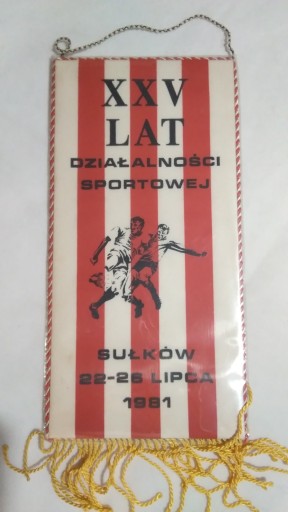 XXV
LAT
DZIAŁALNOŚCI
SPORTOWEJ
SUŁKÓW
22-26 LIPCA
1981